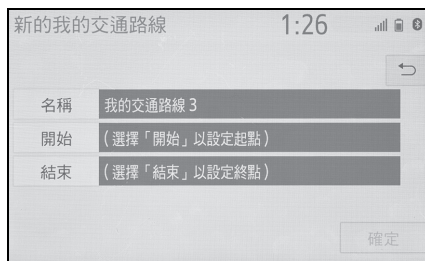 新的我的交通路線 1:26
名稱 我的交通路線 3
開始 (選擇「開始」以設定起點)
結束 (選擇「結束」以設定終點)
確定